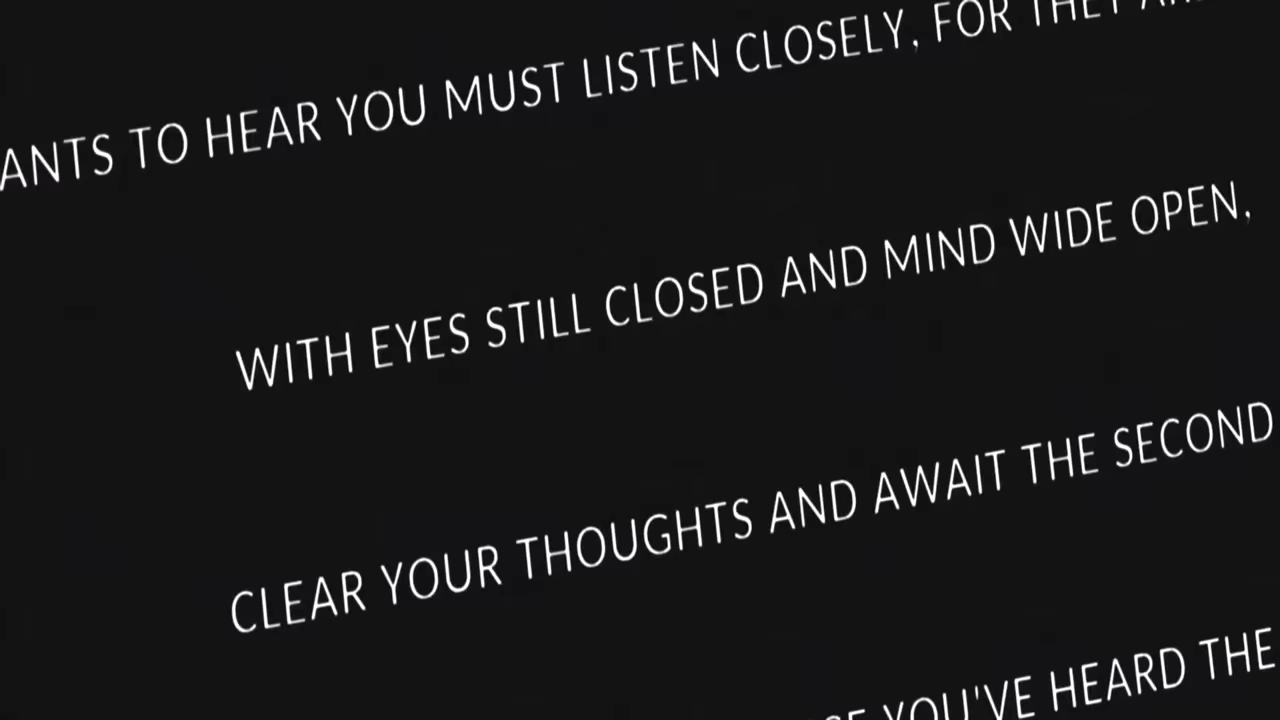 TO HEAR YOU MUST LISTEN CLOSELY, FOR THEY
WITH EYES STILL CLOSED AND MIND WIDE OPEN,
CLEAR YOUR THOUGHTS AND AWAIT THE SECOND
YOU'VE HEARD THE